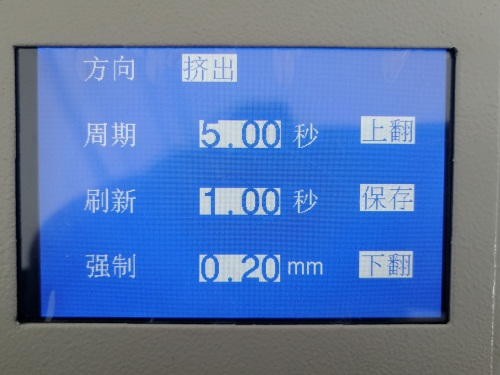 方向 挤出
周期 5.00 秒 上翻
刷新 1.00 秒 保存
强制 0.20 mm 下翻